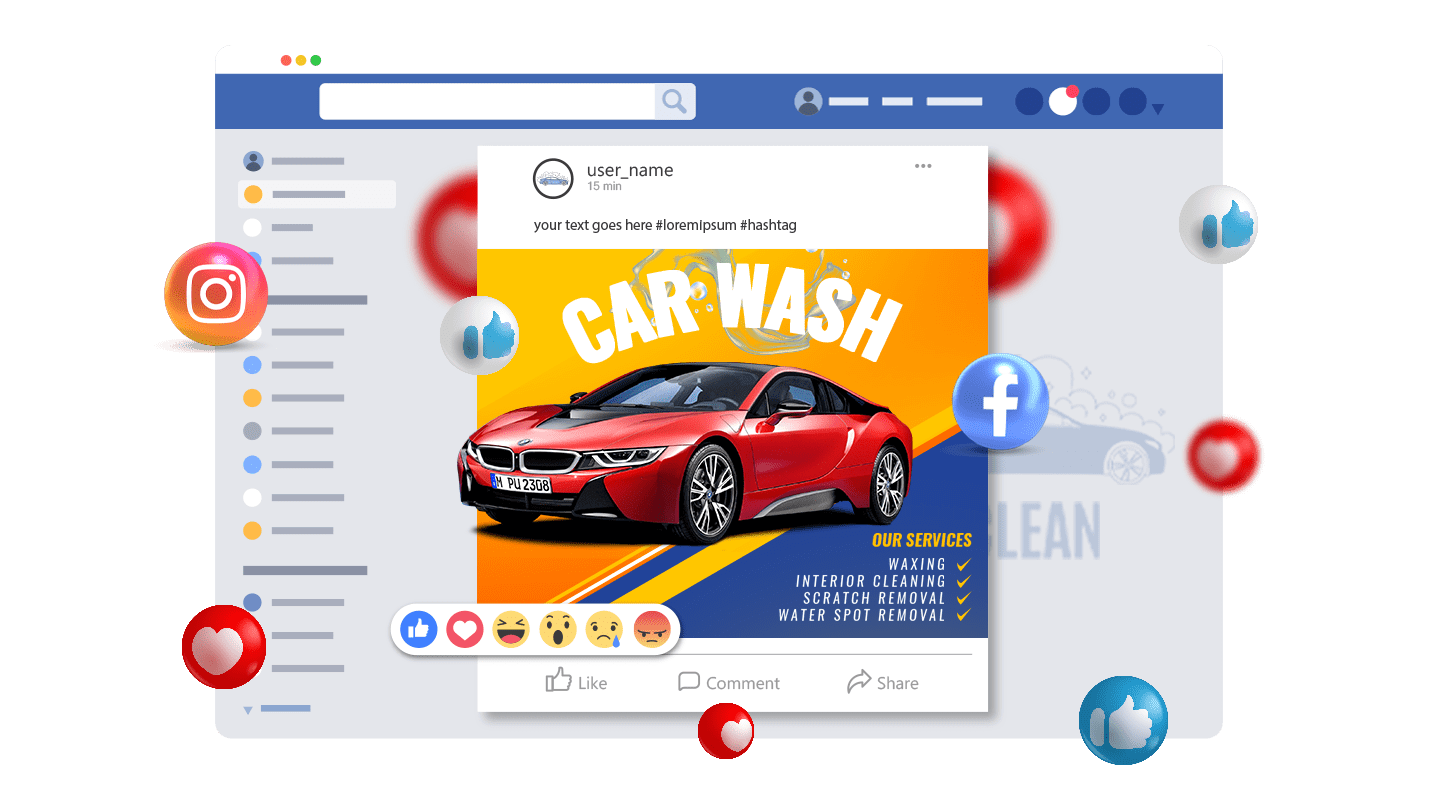 user_name
15 min
your text goes here #loremipsum #hashtag
CAR WASH
M PU 2308
OUR SERVICES
WAXING
INTERIOR CLEANING
SCRATCH REMOVAL
WATER SPOT REMOVAL
CLEAN
Like
Comment
Share